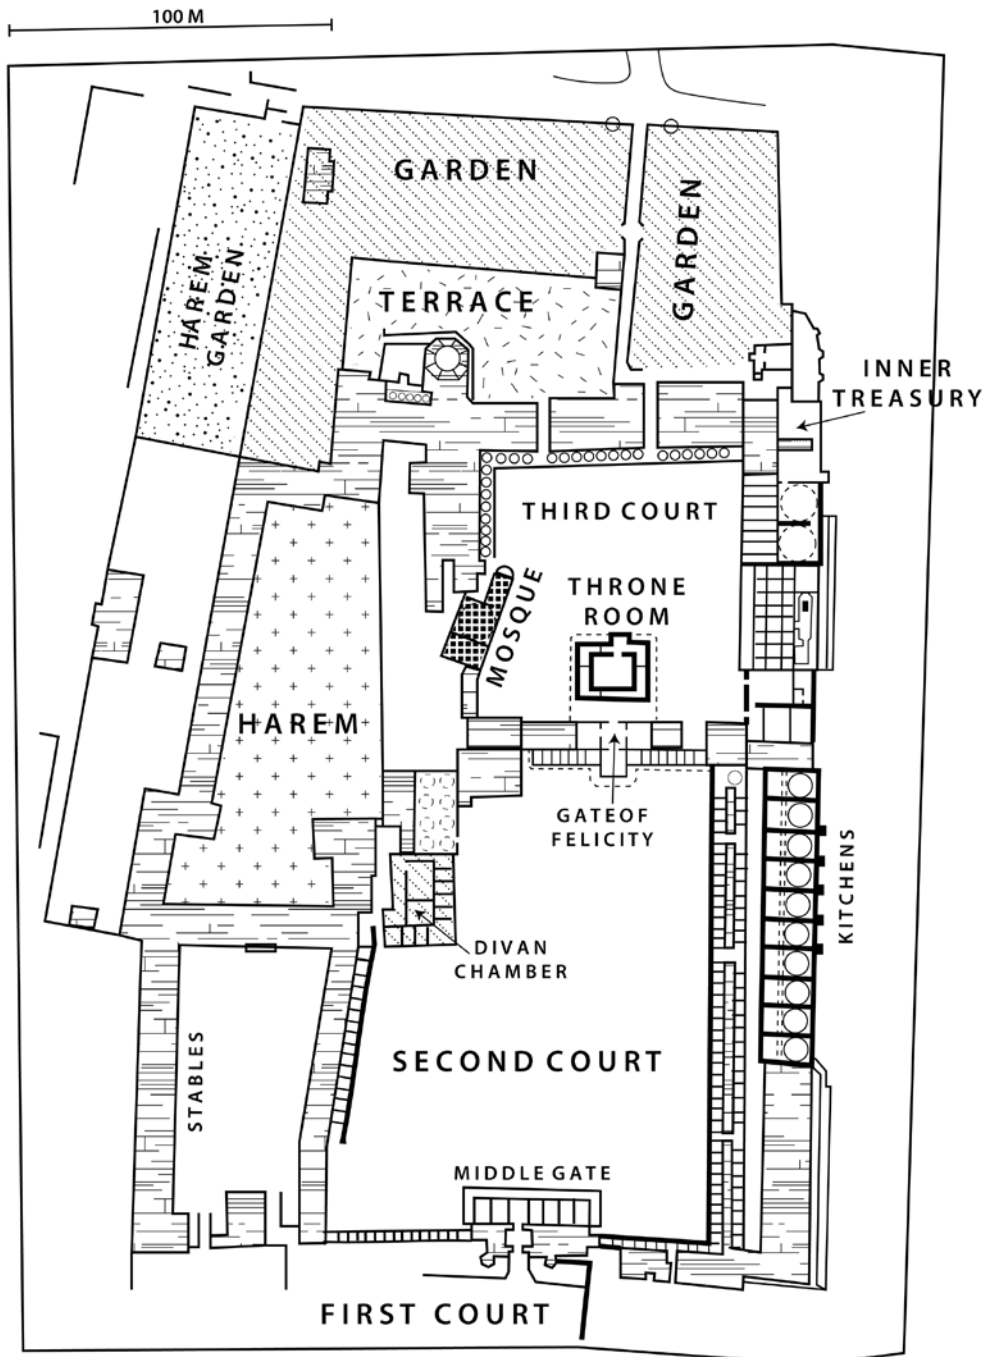 100 M
GARDEN
GARDEN
HAREM
GARDEN
TERRACE
INNER
TREASURY
THIRD COURT
THRONE
ROOM
MOSQUE
HAREM
GATEOF
FELICITY
KITCHENS
DIVAN
CHAMBER
SECOND COURT
STABLES
MIDDLE GATE
FIRST COURT